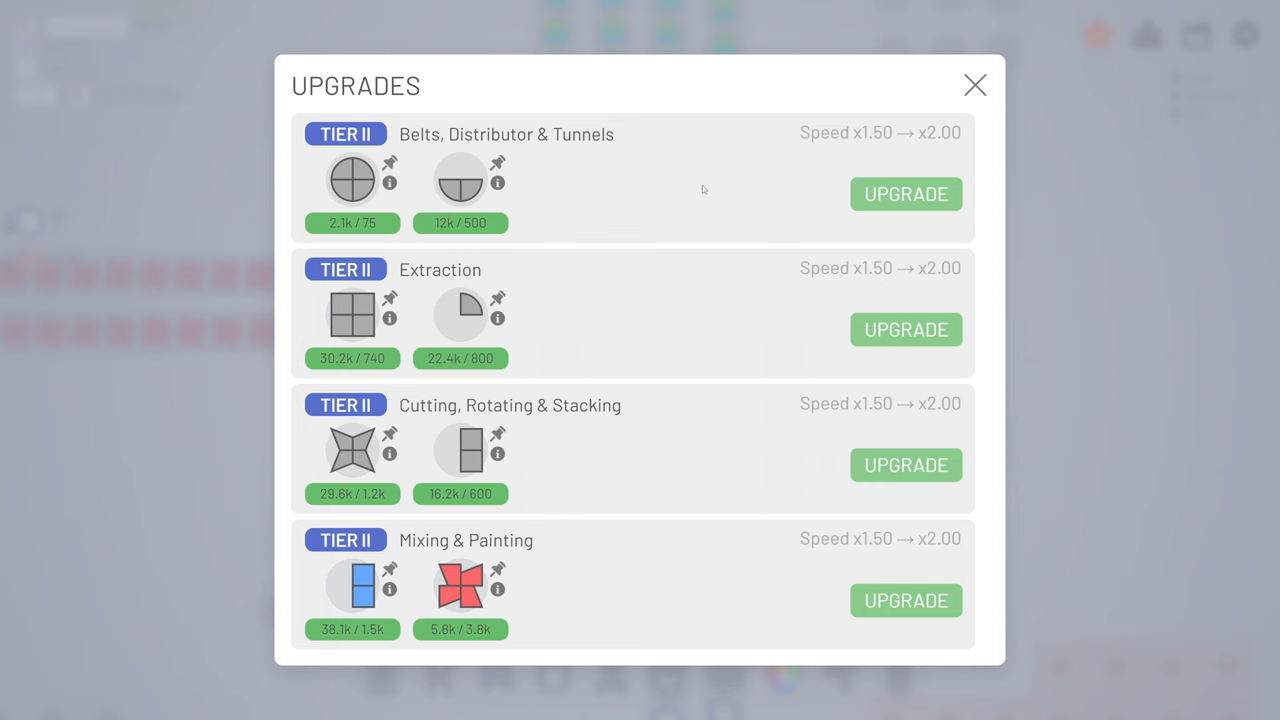 UPGRADES
TIER II Belts, Distributor & Tunnels Speed x1.50 → x2.00
2.1k / 75 12k / 500 UPGRADE
TIER II Extraction Speed x1.50 → x2.00
30.2k / 740 22.4k / 800 UPGRADE
TIER II Cutting, Rotating & Stacking Speed x1.50 → x2.00
29.6k / 1.2k 16.2k / 600 UPGRADE
TIER II Mixing & Painting Speed x1.50 → x2.00
38.1k / 1.5k 5.8k / 3.8k UPGRADE